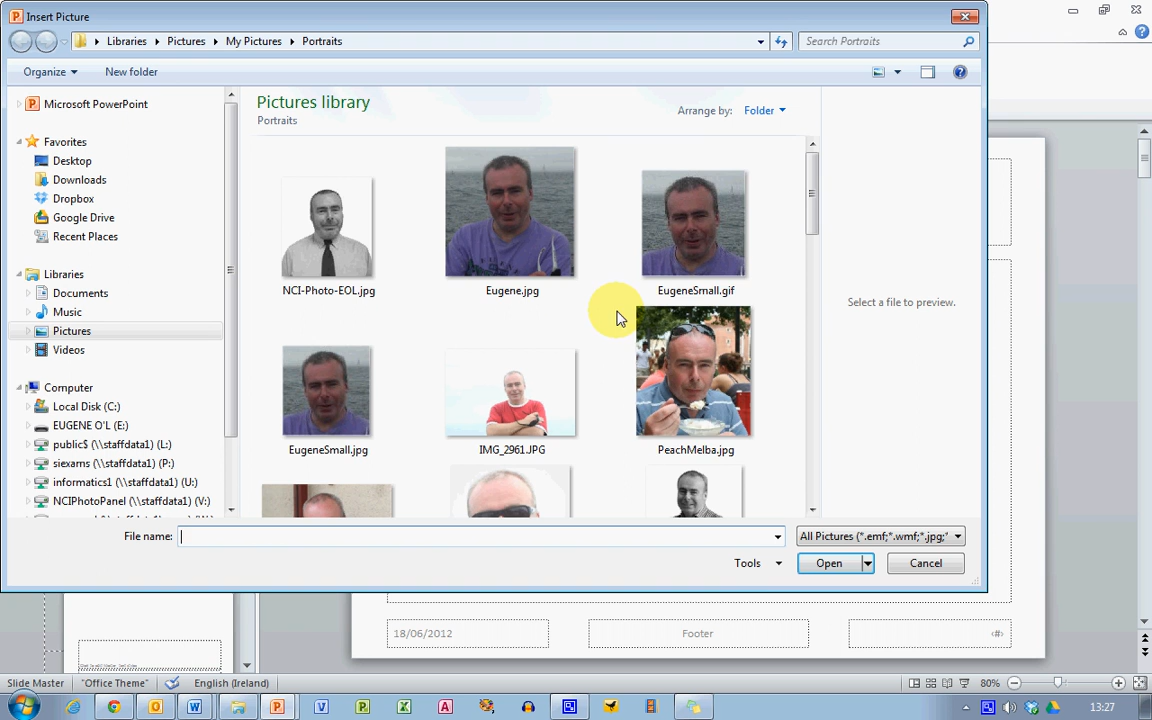 Insert Picture
Libraries Pictures My Pictures Portraits
Search Portraits
Organize New folder
Microsoft PowerPoint
Favorites
Desktop
Downloads
Dropbox
Google Drive
Recent Places
Libraries
Documents
Music
Pictures
Videos
Computer
Local Disk (C:)
EUGENE O'L (E:)
public$ (\\staffdata1) (L:)
siexams (\\staffdata1) (P:)
informatics1 (\\staffdata1) (U:)
NCIPhotoPanel (\\staffdata1) (V:)
Pictures library
Portraits
Arrange by: Folder
NCI-Photo-EOL.jpg
Eugene.jpg
EugeneSmall.gif
EugeneSmall.jpg
IMG_2961.JPG
PeachMelba.jpg
Select a file to preview.
File name:
All Pictures (*.emf;*.wmf;*.jpg;*
Tools
Open
Cancel
18/06/2012
Footer
‹#›
Slide Master "Office Theme" English (Ireland)
80%
13:27